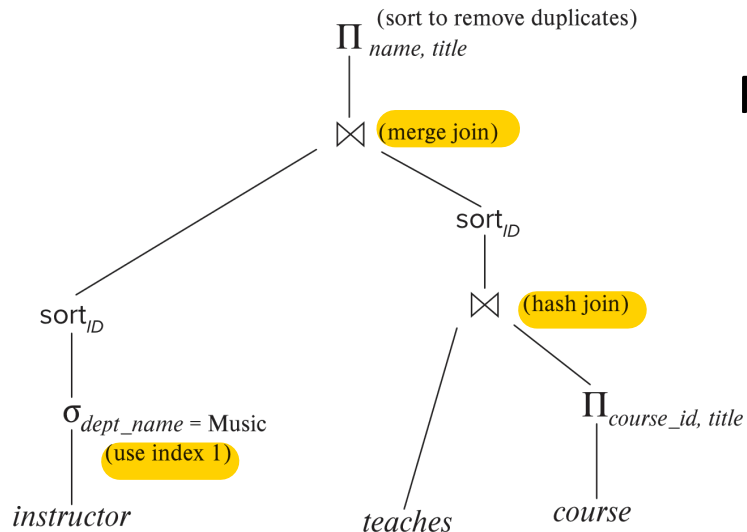 (sort to remove duplicates)
Π name, title
⋈ (merge join)
sort ID
⋈ (hash join)
sort ID
σ dept_name = Music
(use index 1)
Π course_id, title
instructor
teaches
course